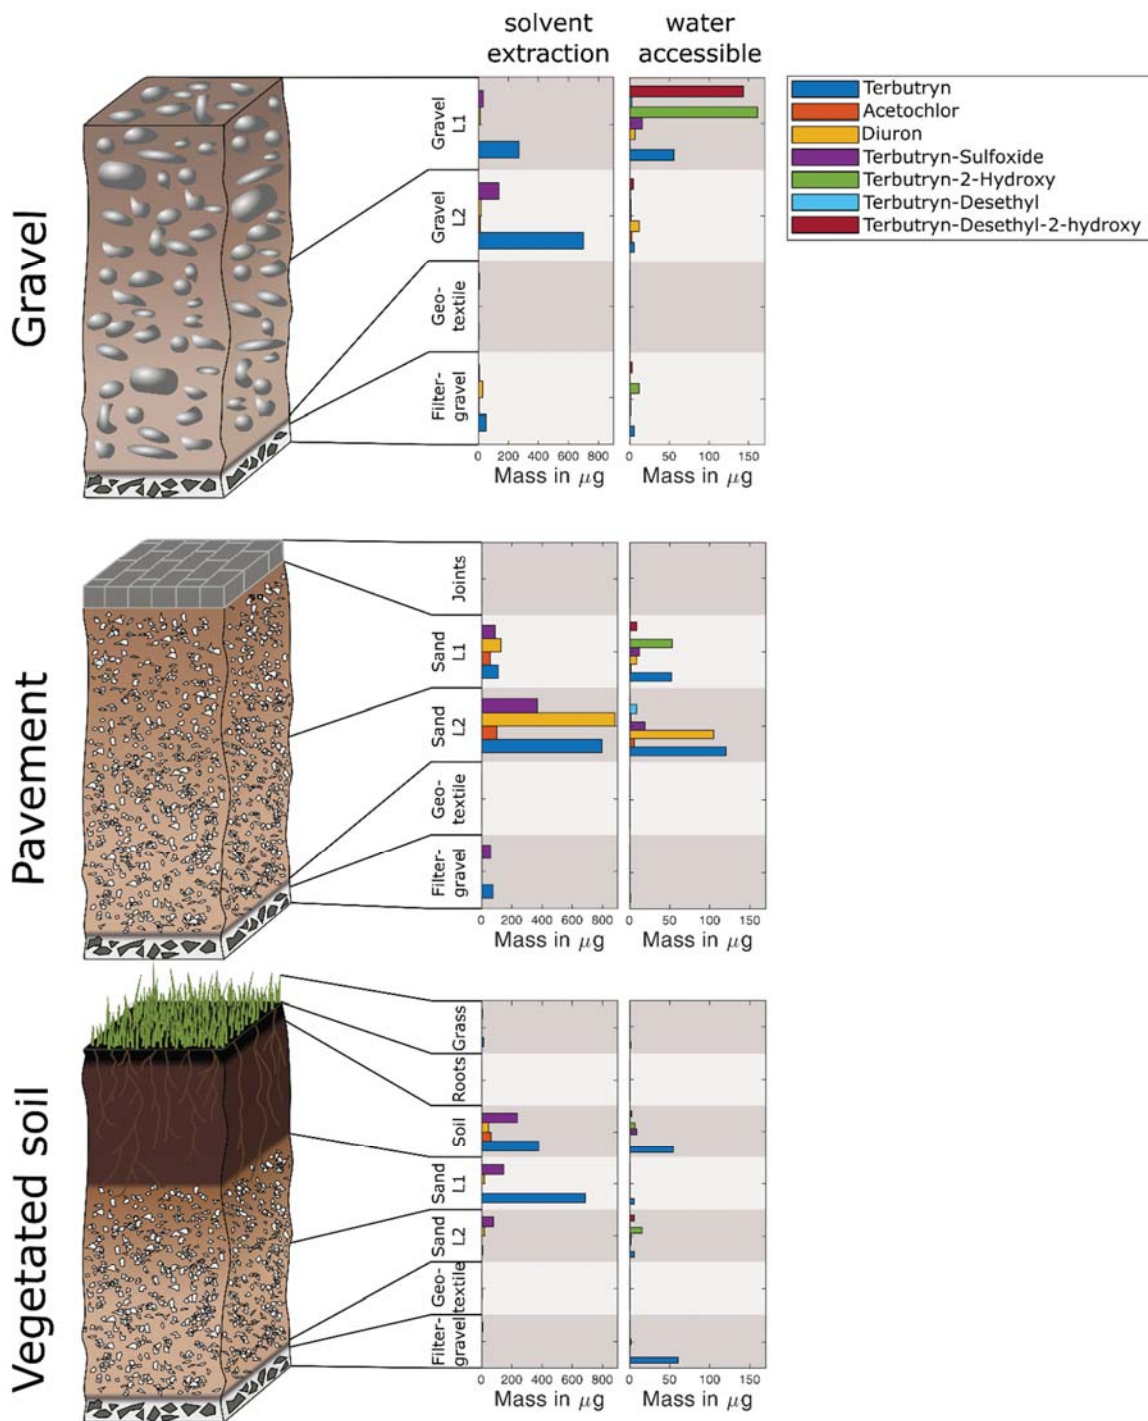 solvent
extraction
water
accessible
Terbutryn
Acetochlor
Diuron
Terbutryn-Sulfoxide
Terbutryn-2-Hydroxy
Terbutryn-Desethyl
Terbutryn-Desethyl-2-hydroxy
Gravel
Gravel
L1
Gravel
L2
Geo-
textile
Filter-
gravel
0 200 400 600 800
0 50 100 150
Mass in μg
Mass in μg
Pavement
Joints
Sand
L1
Sand
L2
Geo-
textile
Filter-
gravel
0 200 400 600 800
0 50 100 150
Mass in μg
Mass in μg
Vegetated soil
Grass
Roots
Soil
Sand
L1
Sand
L2
Geo-
textile
Filter-
gravel
0 200 400 600 800
0 50 100 150
Mass in μg
Mass in μg